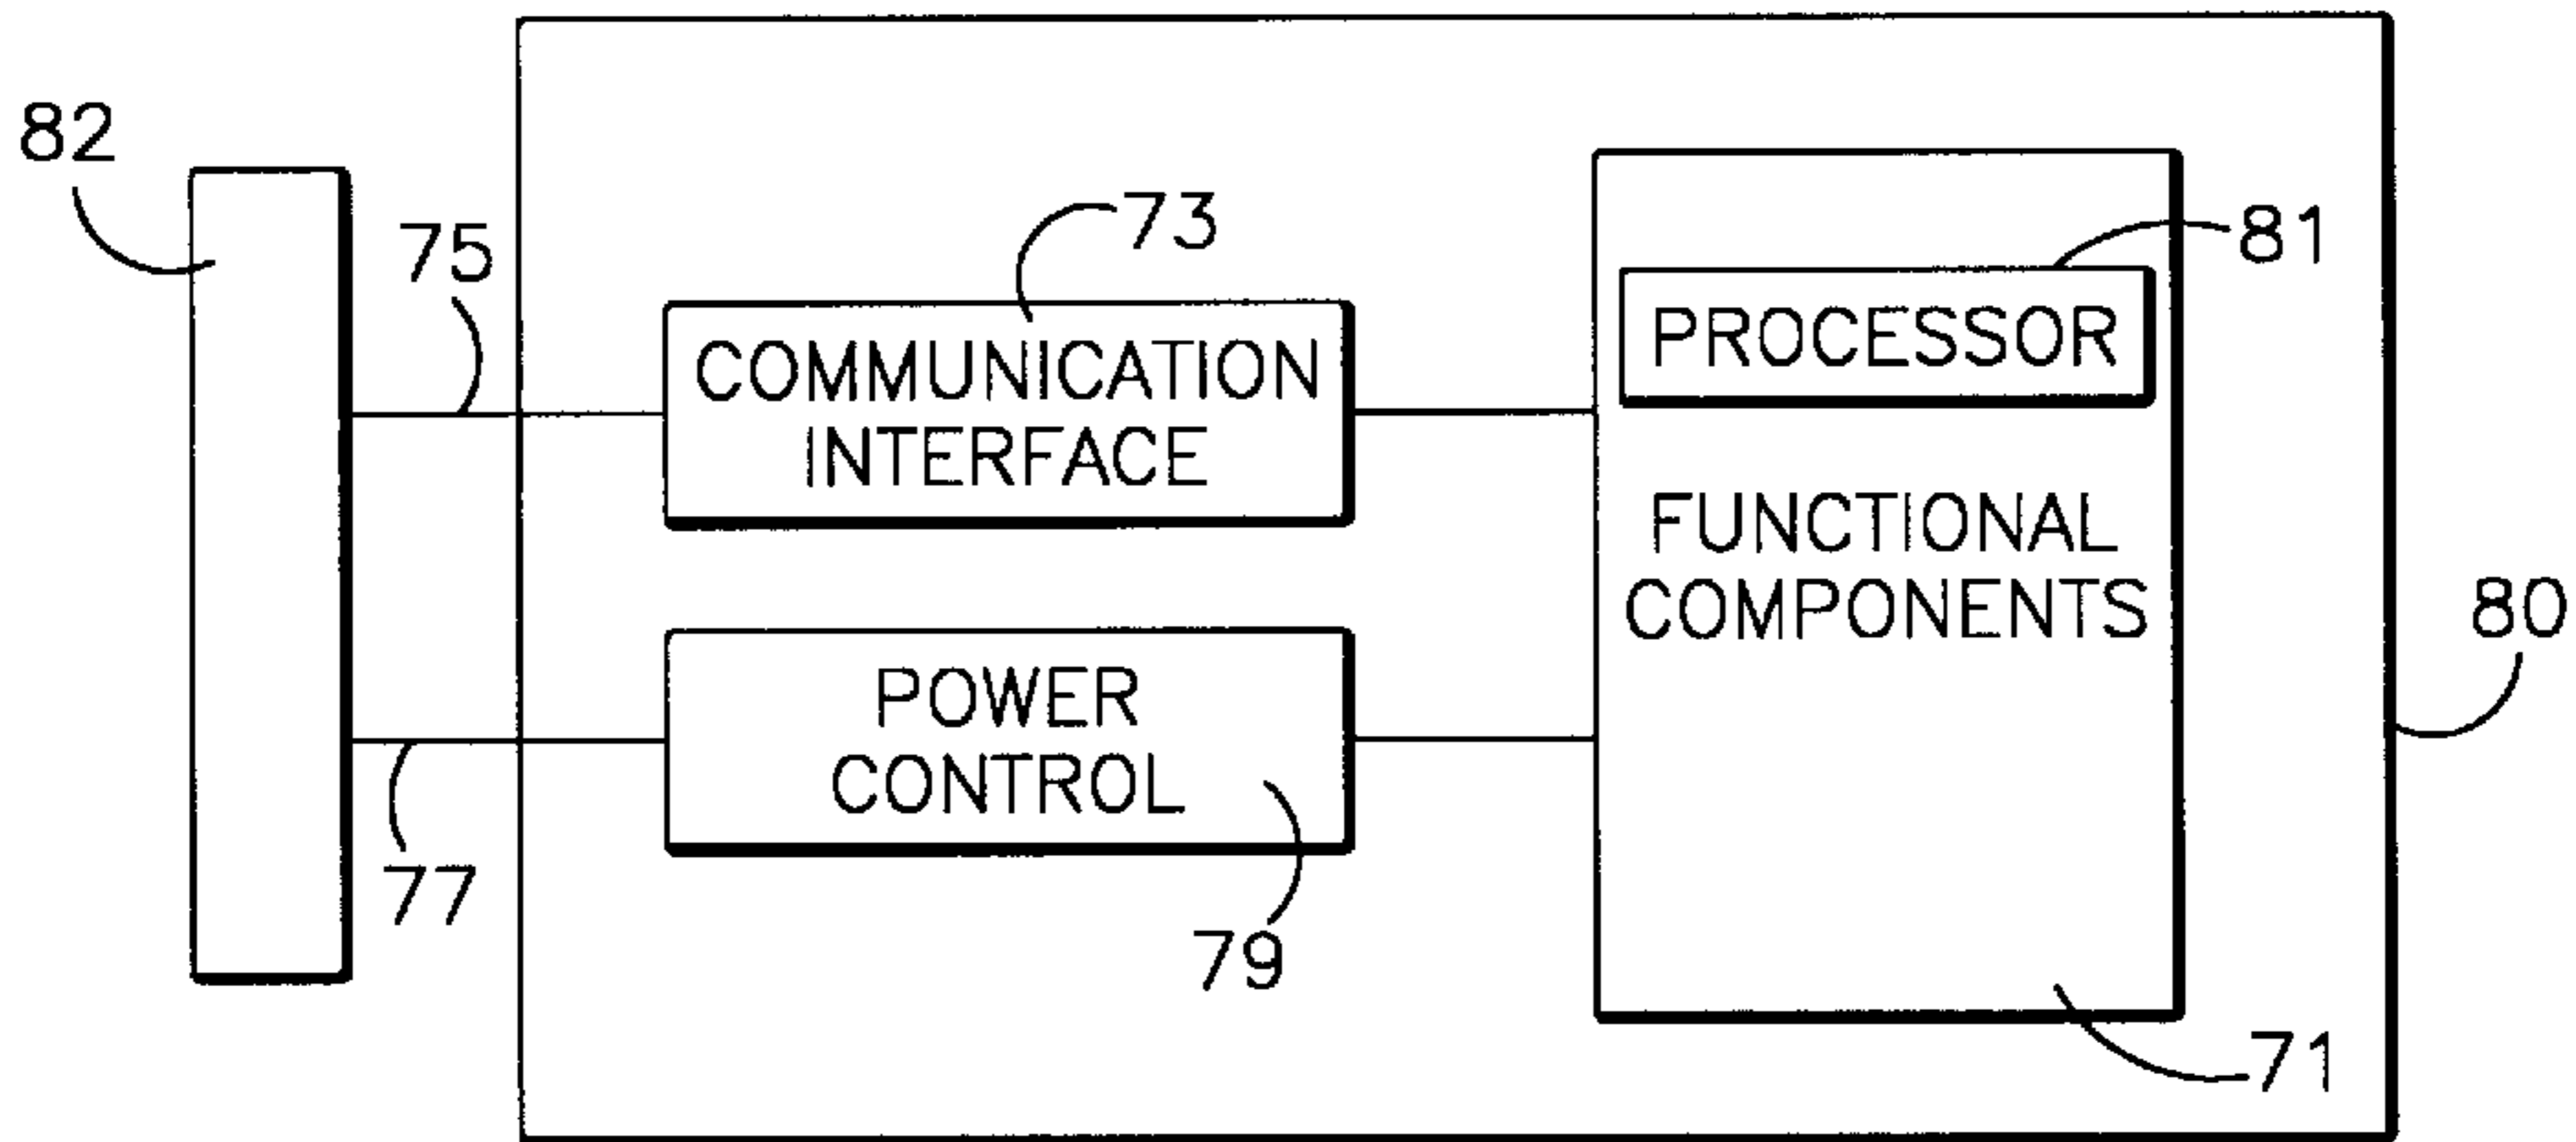 82
75
73
81
PROCESSOR
COMMUNICATION
INTERFACE
FUNCTIONAL
COMPONENTS
80
POWER
CONTROL
77
79
71